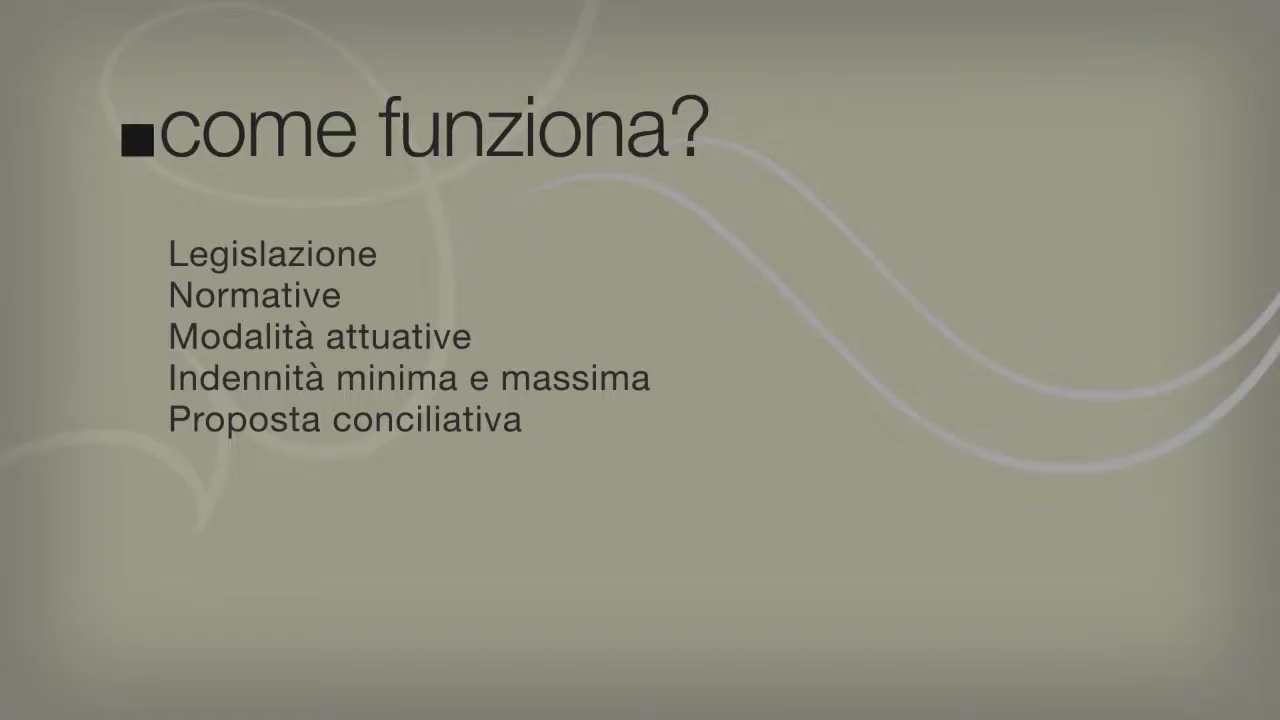 come funziona?
Legislazione
Normative
Modalità attuative
Indennità minima e massima
Proposta conciliativa